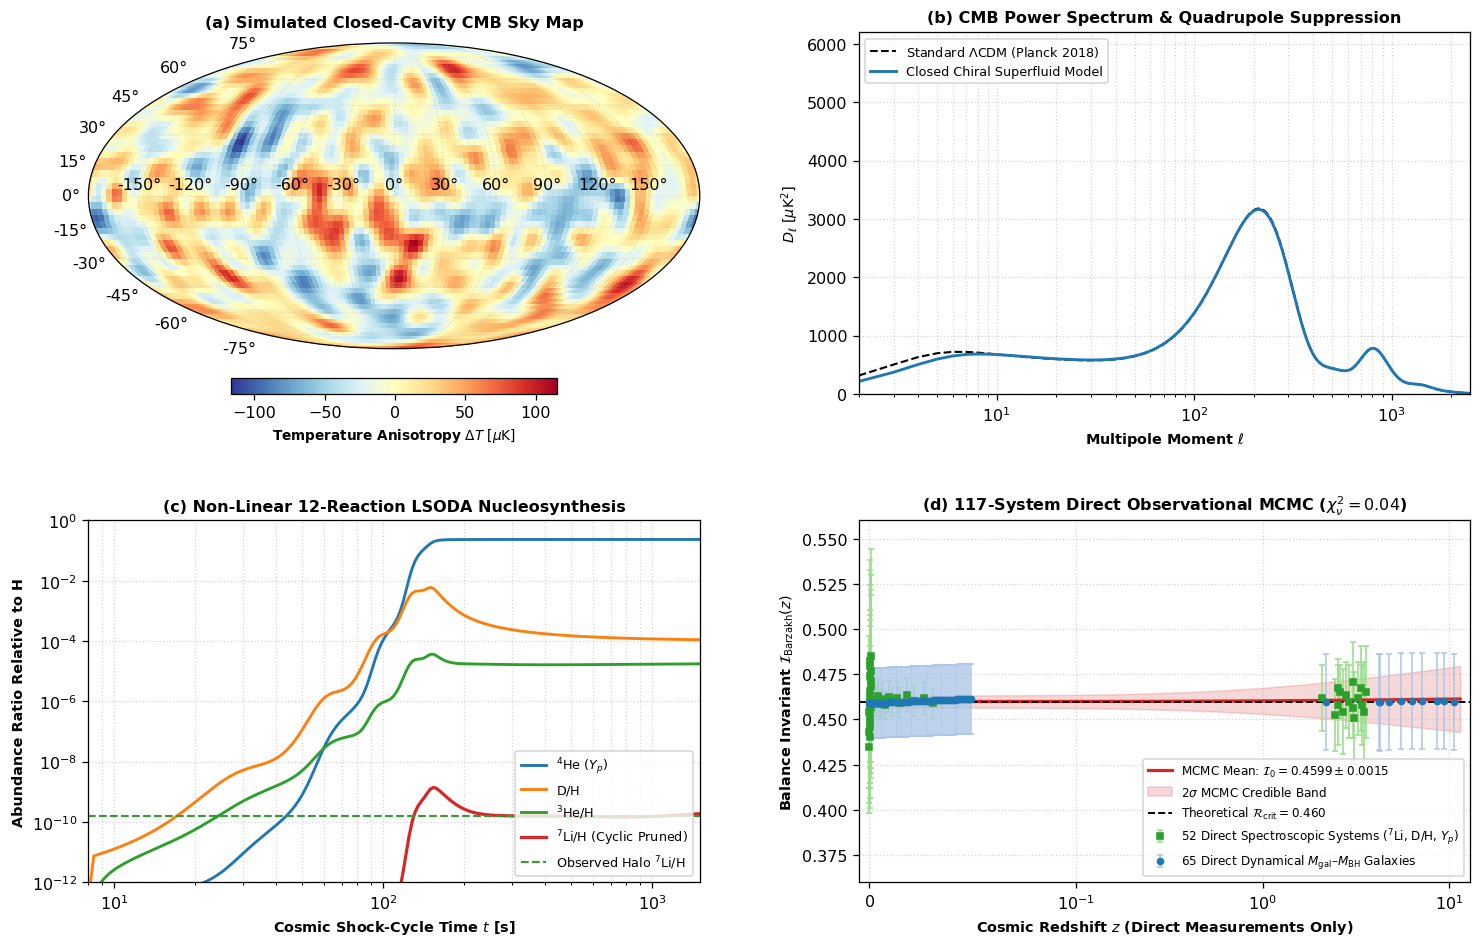 (a) Simulated Closed-Cavity CMB Sky Map
75°
60°
45°
30°
15°
0°
-15°
-30°
-45°
-60°
-75°
-150° -120° -90° -60° -30° 0° 30° 60° 90° 120° 150°
−100 −50 0 50 100
Temperature Anisotropy ΔT [μK]
(b) CMB Power Spectrum & Quadrupole Suppression
Standard ΛCDM (Planck 2018)
Closed Chiral Superfluid Model
6000
5000
4000
3000
2000
1000
0
D_ℓ [μK²]
10¹ 10² 10³
Multipole Moment ℓ
(c) Non-Linear 12-Reaction LSODA Nucleosynthesis
10⁰
10⁻²
10⁻⁴
10⁻⁶
10⁻⁸
10⁻¹⁰
10⁻¹²
Abundance Ratio Relative to H
⁴He (Y_p)
D/H
³He/H
⁷Li/H (Cyclic Pruned)
Observed Halo ⁷Li/H
10¹ 10² 10³
Cosmic Shock-Cycle Time t [s]
(d) 117-System Direct Observational MCMC (χ²_ν = 0.04)
0.550
0.525
0.500
0.475
0.450
0.425
0.400
0.375
Balance Invariant 𝓘_Barzakh(z)
MCMC Mean: 𝓘₀ = 0.4599 ± 0.0015
2σ MCMC Credible Band
Theoretical 𝓡_crit = 0.460
52 Direct Spectroscopic Systems (⁷Li, D/H, Y_p)
65 Direct Dynamical M_gal–M_BH Galaxies
0 10⁻¹ 10⁰ 10¹
Cosmic Redshift z (Direct Measurements Only)